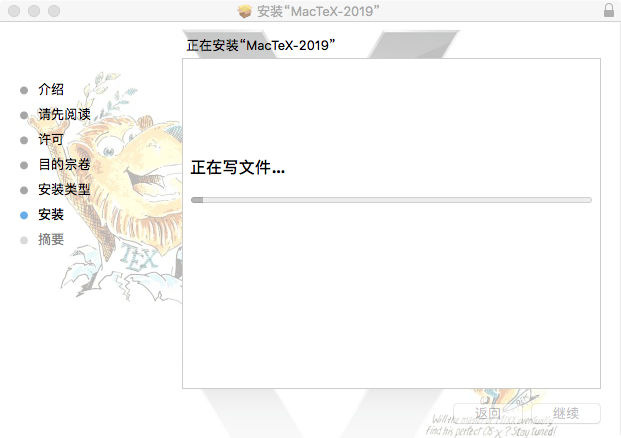 安装“MacTeX-2019”
正在安装“MacTeX-2019”
介绍
请先阅读
许可
目的宗卷
安装类型
安装
摘要
正在写文件...
TEX
返回
继续
Will the
find his perfect OS-X? Stay tuned!